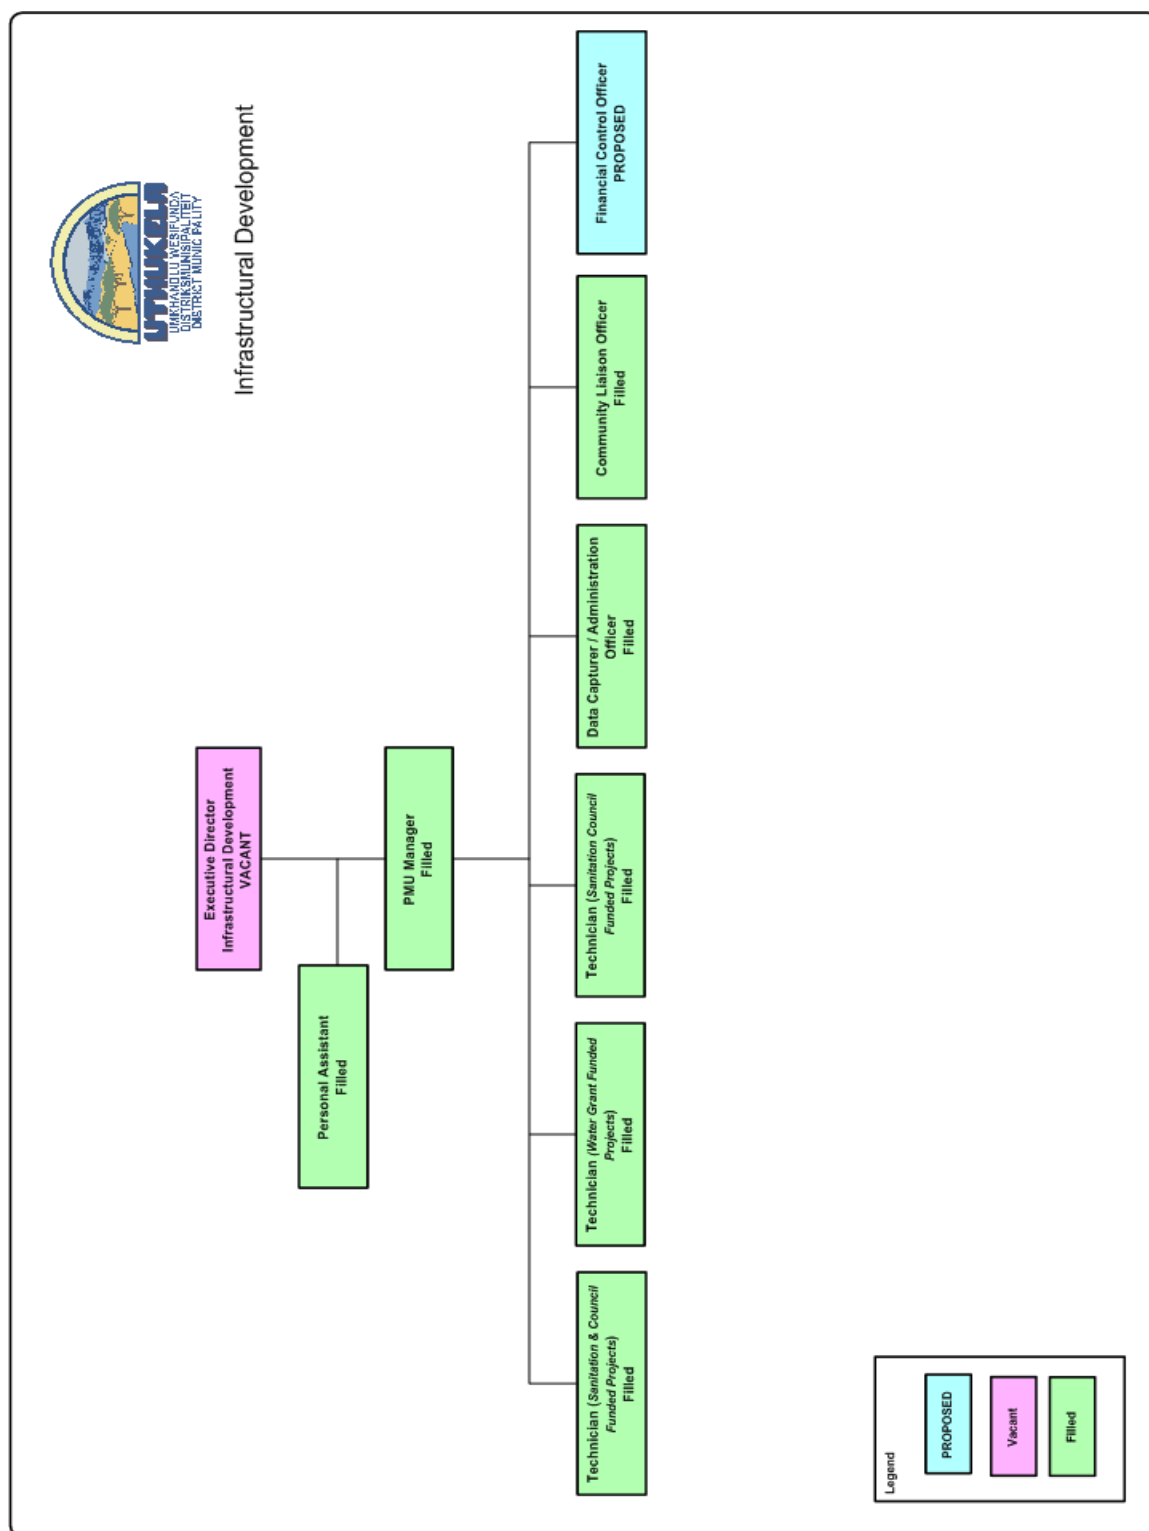 UTHUKELA
UMKHANDLU WESIFUNDA
DISTRIKSMUNISIPALITEIT
DISTRICT MUNICIPALITY
Infrastructural Development
Executive Director
Infrastructural Development
VACANT
Personal Assistant
Filled
PMU Manager
Filled
Technician (Sanitation & Council
Funded Projects)
Filled
Technician (Water Grant Funded
Projects)
Filled
Technician (Sanitation Council
Funded Projects)
Filled
Data Capturer / Administration
Officer
Filled
Community Liaison Officer
Filled
Financial Control Officer
PROPOSED
Legend
PROPOSED
Vacant
Filled